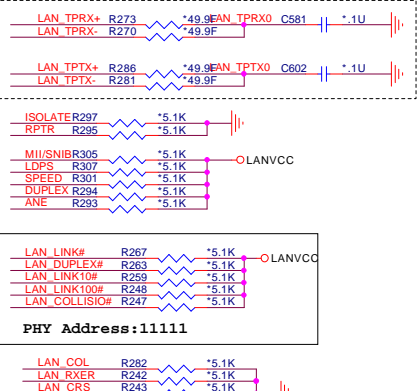 LAN_TPRX+ R273 *49.9F LAN_TPRX0 C581 *.1U
LAN_TPRX- R270 *49.9F
LAN_TPTX+ R286 *49.9F LAN_TPTX0 C602 *.1U
LAN_TPTX- R281 *49.9F
ISOLATE R297 *5.1K
RPTR R295 *5.1K
MII/SNIB R305 *5.1K LANVCC
LDPS R307 *5.1K
SPEED R301 *5.1K
DUPLEX R294 *5.1K
ANE R293 *5.1K
LAN_LINK# R267 *5.1K LANVCC
LAN_DUPLEX# R263 *5.1K
LAN_LINK10# R259 *5.1K
LAN_LINK100# R248 *5.1K
LAN_COLLISIO# R247 *5.1K
PHY Address:11111
LAN_COL R282 *5.1K
LAN_RXER R242 *5.1K
LAN_CRS R243 *5.1K